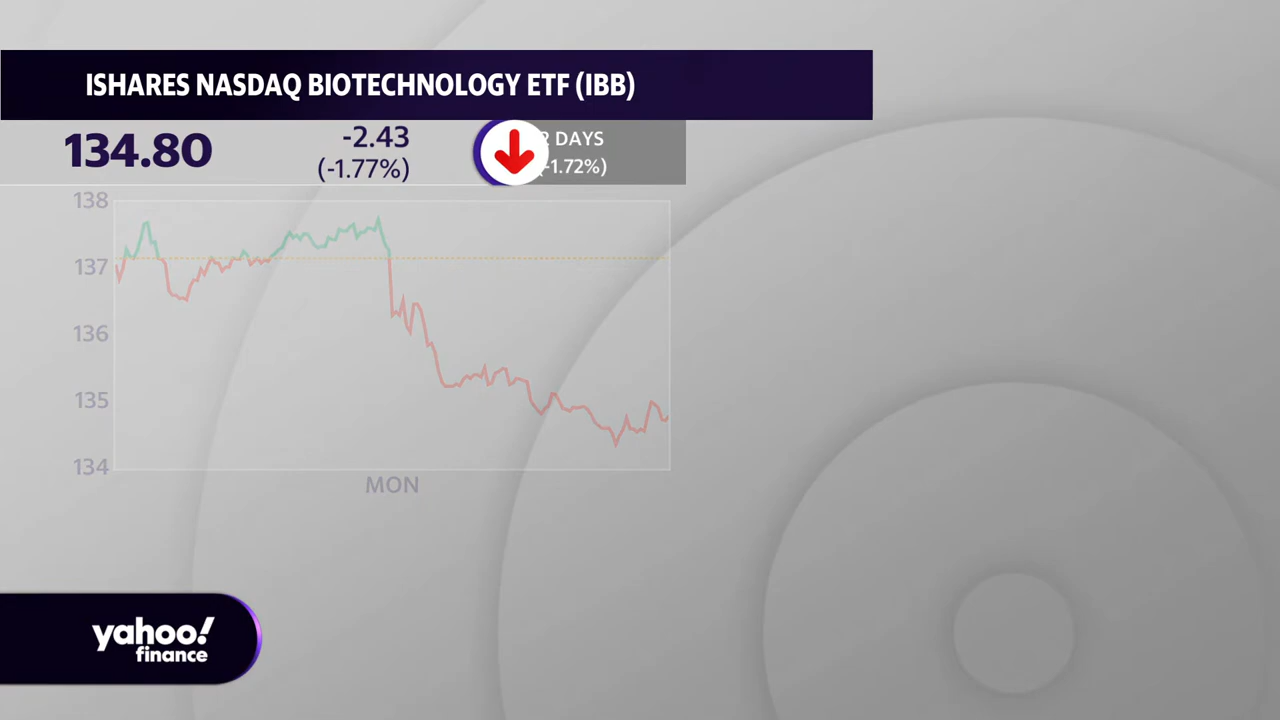 ISHARES NASDAQ BIOTECHNOLOGY ETF (IBB)
134.80
-2.43
(-1.77%)
DAYS
-1.72%)
138
137
136
135
134
MON
yahoo!
finance